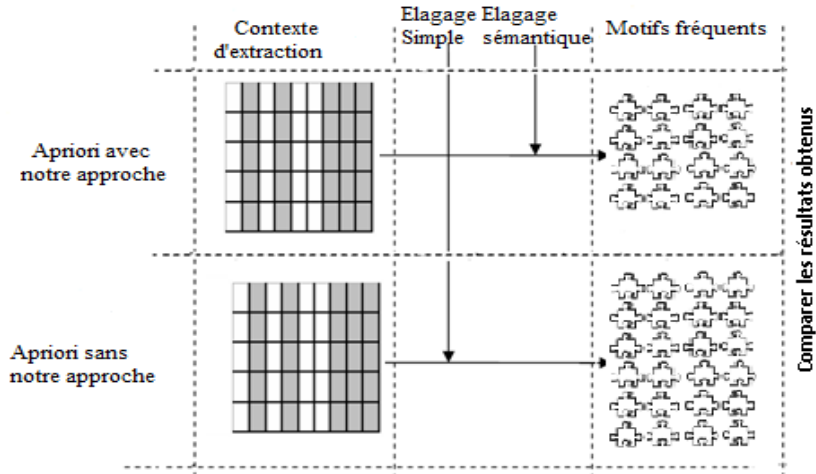 Contexte
d'extraction
Elagage
Simple
Elagage
sémantique
Motifs fréquents
Apriori avec
notre approche
Apriori sans
notre approche
Comparer les résultats obtenus